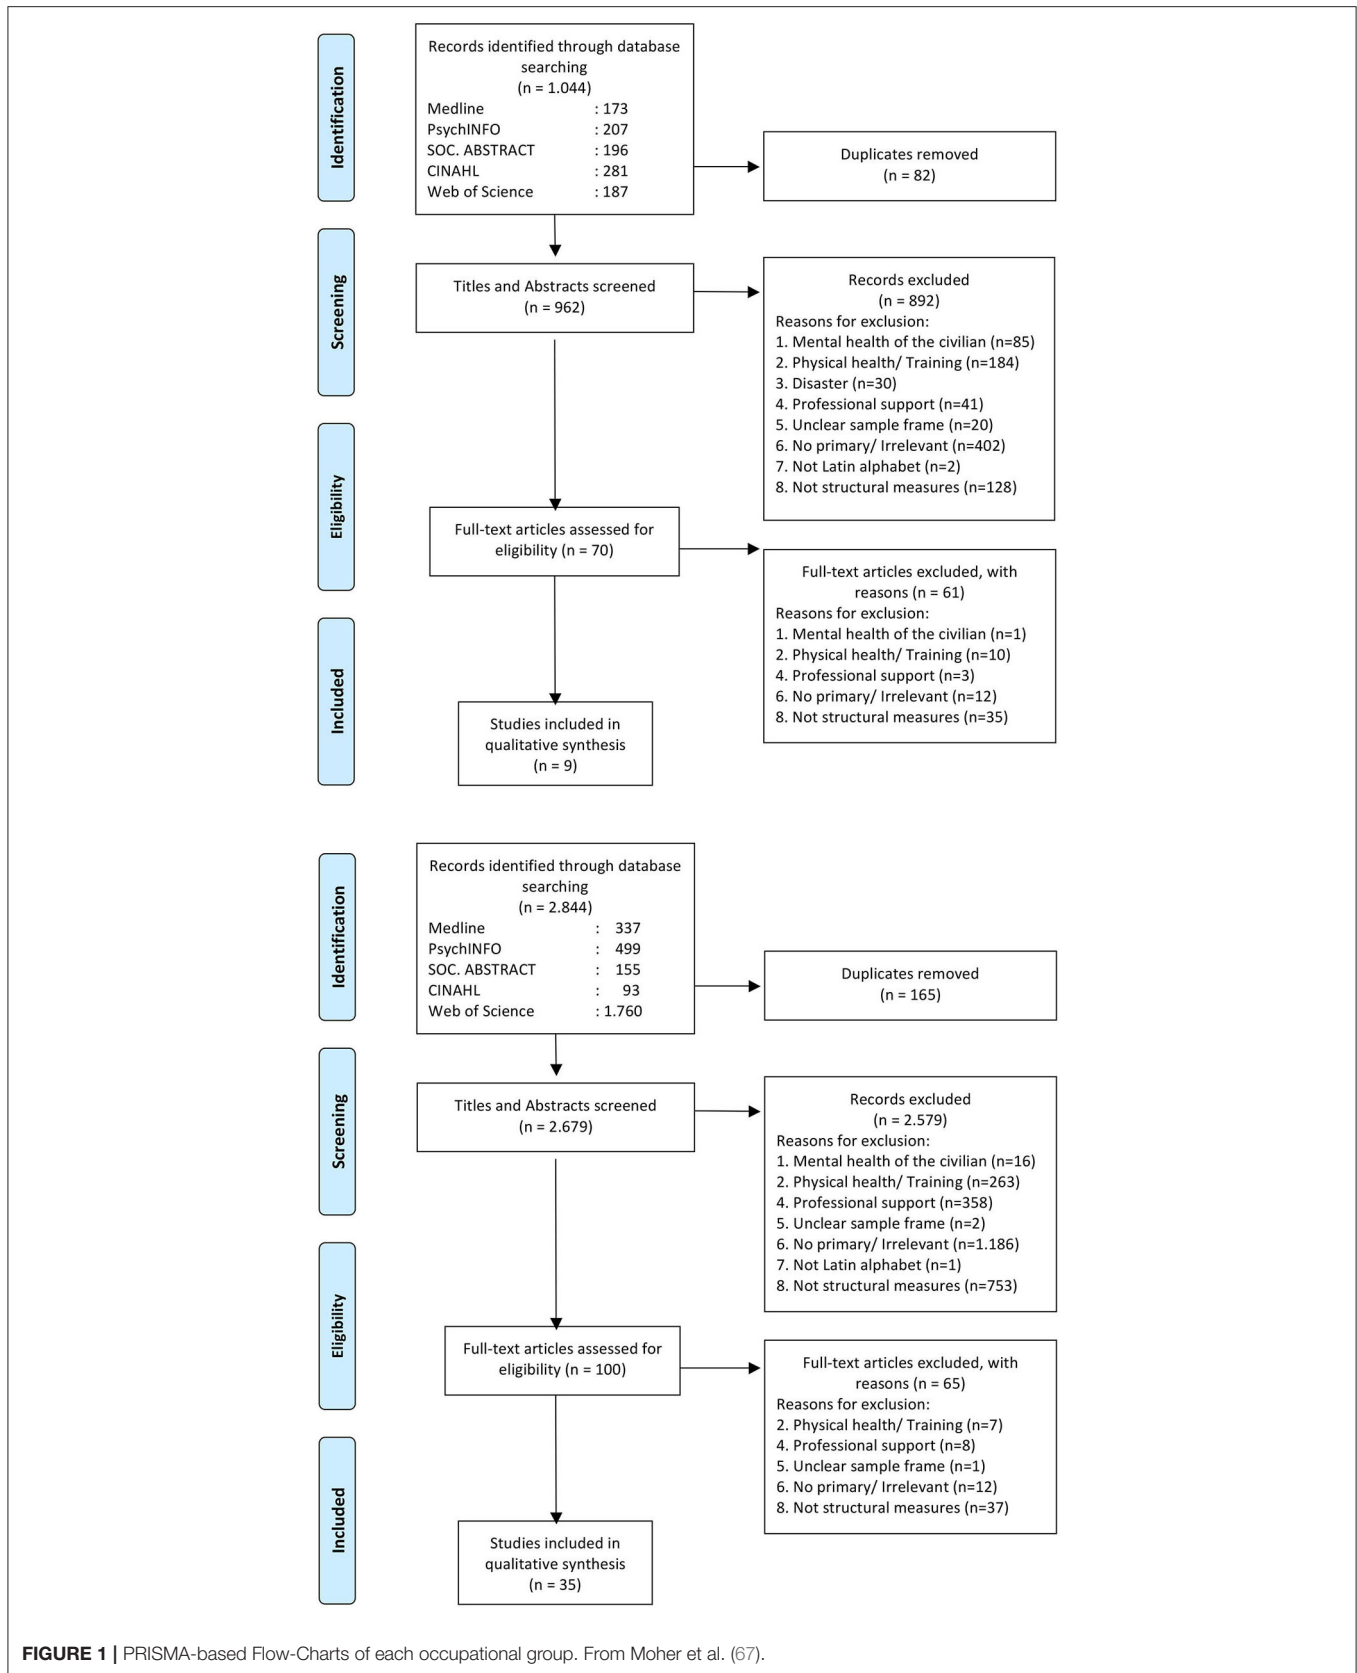 Identification
Records identified through database
searching
(n = 1.044)
Medline : 173
PsychINFO : 207
SOC. ABSTRACT : 196
CINAHL : 281
Web of Science : 187
Duplicates removed
(n = 82)
Screening
Titles and Abstracts screened
(n = 962)
Records excluded
(n = 892)
Reasons for exclusion:
1. Mental health of the civilian (n=85)
2. Physical health/ Training (n=184)
3. Disaster (n=30)
4. Professional support (n=41)
5. Unclear sample frame (n=20)
6. No primary/ Irrelevant (n=402)
7. Not Latin alphabet (n=2)
8. Not structural measures (n=128)
Eligibility
Full-text articles assessed for
eligibility (n = 70)
Full-text articles excluded, with
reasons (n = 61)
Reasons for exclusion:
1. Mental health of the civilian (n=1)
2. Physical health/ Training (n=10)
4. Professional support (n=3)
6. No primary/ Irrelevant (n=12)
8. Not structural measures (n=35)
Included
Studies included in
qualitative synthesis
(n = 9)
Identification
Records identified through database
searching
(n = 2.844)
Medline : 337
PsychINFO : 499
SOC. ABSTRACT : 155
CINAHL : 93
Web of Science : 1.760
Duplicates removed
(n = 165)
Screening
Titles and Abstracts screened
(n = 2.679)
Records excluded
(n = 2.579)
Reasons for exclusion:
1. Mental health of the civilian (n=16)
2. Physical health/ Training (n=263)
4. Professional support (n=358)
5. Unclear sample frame (n=2)
6. No primary/ Irrelevant (n=1.186)
7. Not Latin alphabet (n=1)
8. Not structural measures (n=753)
Eligibility
Full-text articles assessed for
eligibility (n = 100)
Full-text articles excluded, with
reasons (n = 65)
Reasons for exclusion:
2. Physical health/ Training (n=7)
4. Professional support (n=8)
5. Unclear sample frame (n=1)
6. No primary/ Irrelevant (n=12)
8. Not structural measures (n=37)
Included
Studies included in
qualitative synthesis
(n = 35)
FIGURE 1 | PRISMA-based Flow-Charts of each occupational group. From Moher et al. (67).